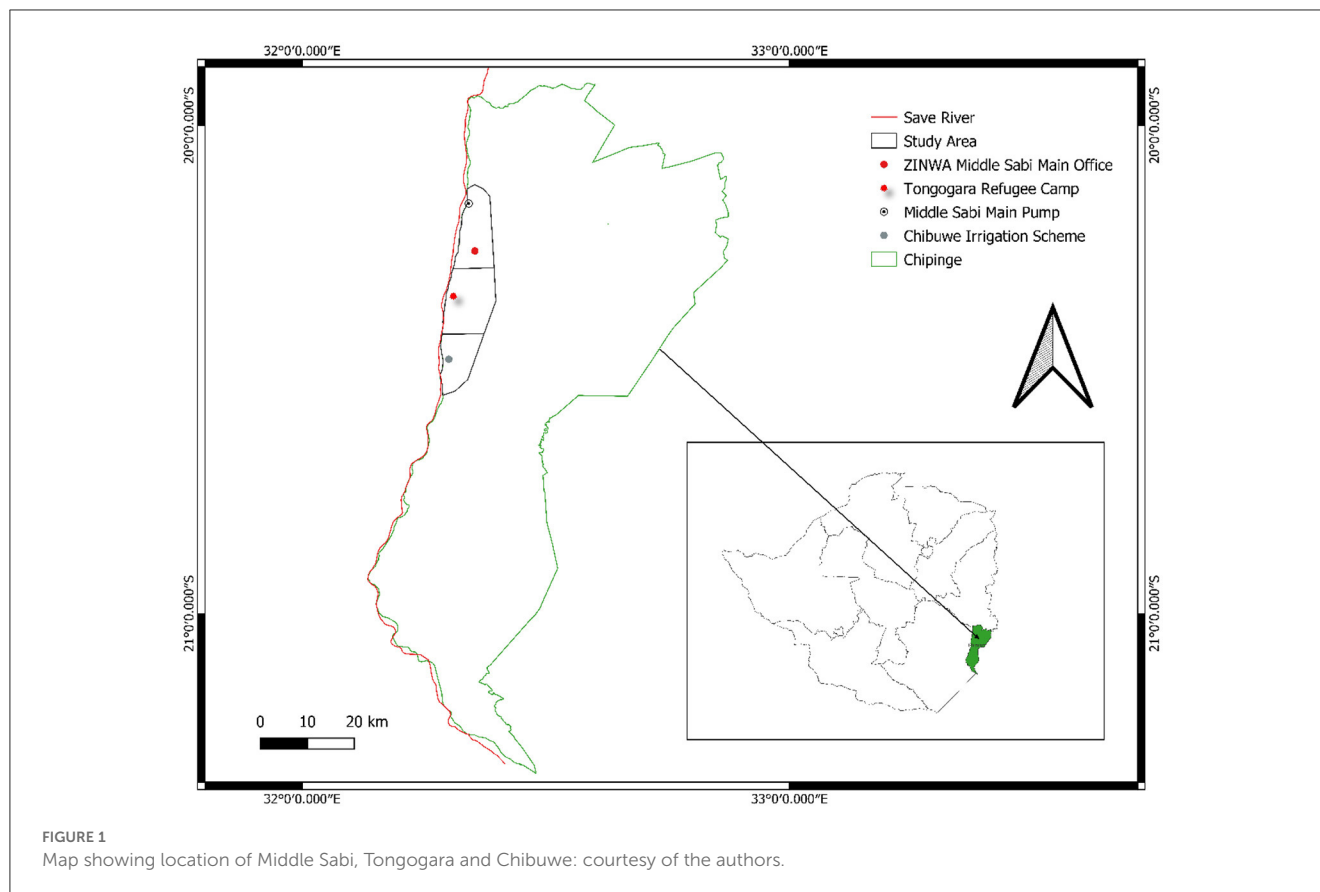 32°0'0.000"E 33°0'0.000"E
20°0'0.000"S
20°0'0.000"S
Save River
Study Area
ZINWA Middle Sabi Main Office
Tongogara Refugee Camp
Middle Sabi Main Pump
Chibuwe Irrigation Scheme
Chipinge
21°0'0.000"S
21°0'0.000"S
0 10 20 km
32°0'0.000"E 33°0'0.000"E
FIGURE 1
Map showing location of Middle Sabi, Tongogara and Chibuwe: courtesy of the authors.